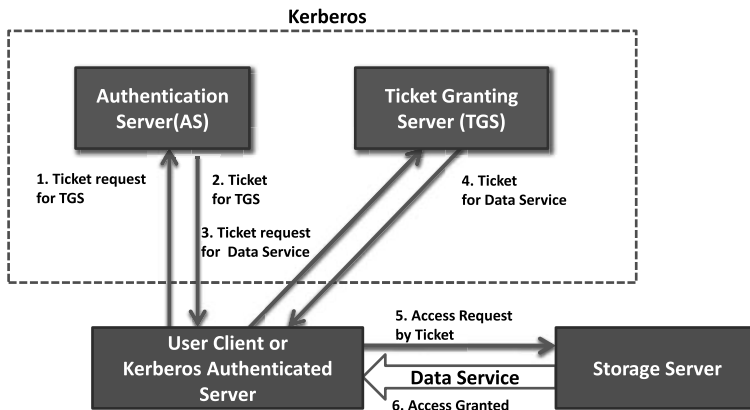 Kerberos
Authentication
Server(AS)
Ticket Granting
Server (TGS)
1. Ticket request
for TGS
2. Ticket
for TGS
3. Ticket request
for Data Service
4. Ticket
for Data Service
User Client or
Kerberos Authenticated
Server
5. Access Request
by Ticket
Data Service
6. Access Granted
Storage Server